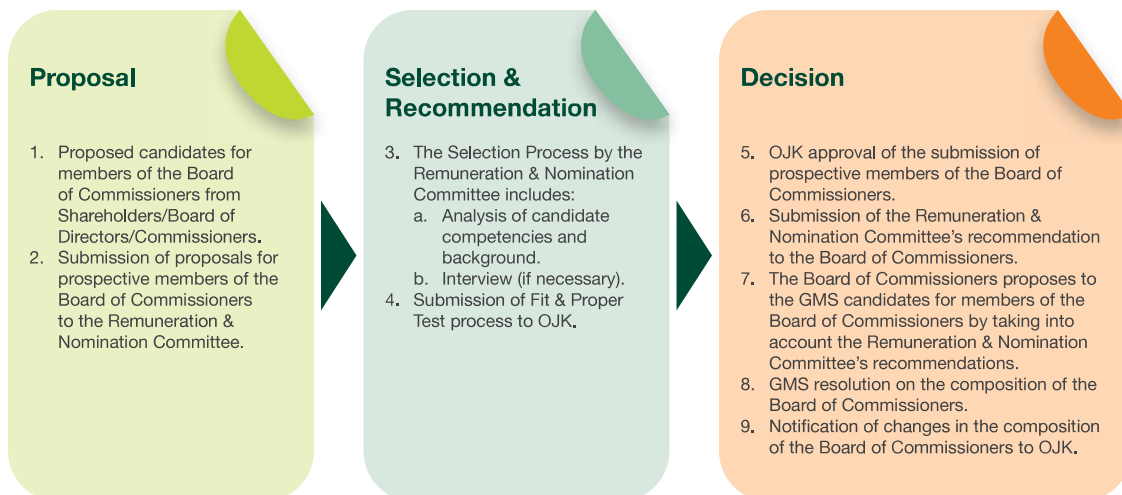 Proposal
1. Proposed candidates for
members of the Board
of Commissioners from
Shareholders/Board of
Directors/Commissioners.
2. Submission of proposals for
prospective members of the
Board of Commissioners
to the Remuneration &
Nomination Committee.
Selection &
Recommendation
3. The Selection Process by the
Remuneration & Nomination
Committee includes:
a. Analysis of candidate
competencies and
background.
b. Interview (if necessary).
4. Submission of Fit & Proper
Test process to OJK.
Decision
5. OJK approval of the submission of
prospective members of the Board of
Commissioners.
6. Submission of the Remuneration &
Nomination Committee's recommendation
to the Board of Commissioners.
7. The Board of Commissioners proposes to
the GMS candidates for members of the
Board of Commissioners by taking into
account the Remuneration & Nomination
Committee's recommendations.
8. GMS resolution on the composition of the
Board of Commissioners.
9. Notification of changes in the composition
of the Board of Commissioners to OJK.